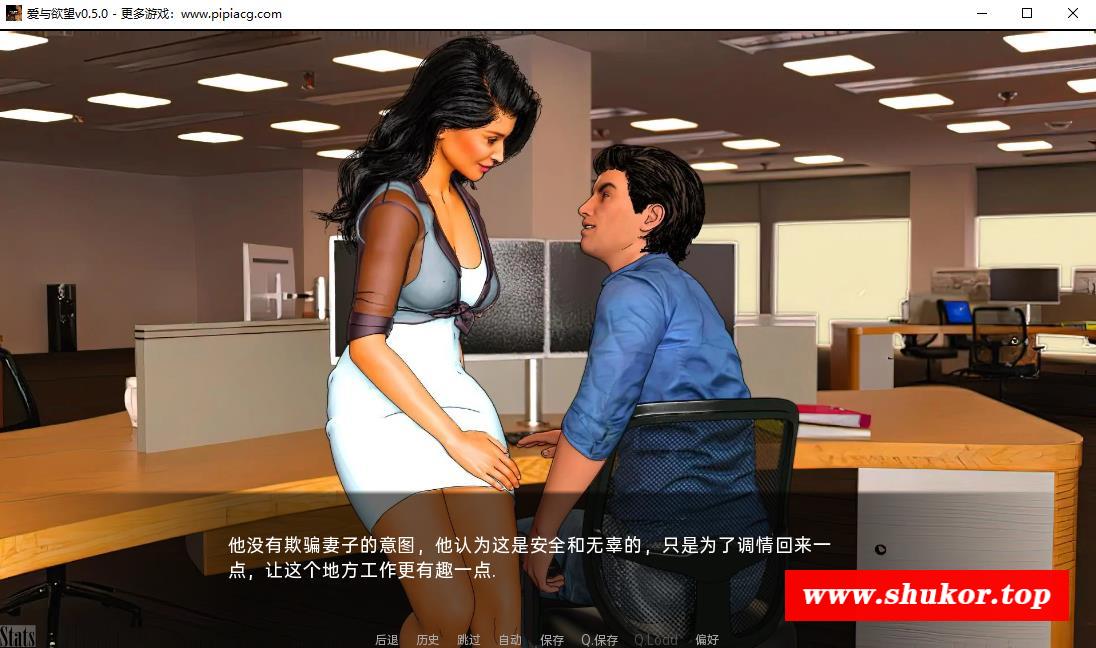 爱与欲望v0.5.0 - 更多游戏：www.pipiacg.com
他没有欺骗妻子的意图，他认为这是安全和无辜的，只是为了调情回来一
点，让这个地方工作更有趣一点.
www.shukor.top
Stats
后退 历史 跳过 自动 保存 Q.保存 Q.Load 偏好